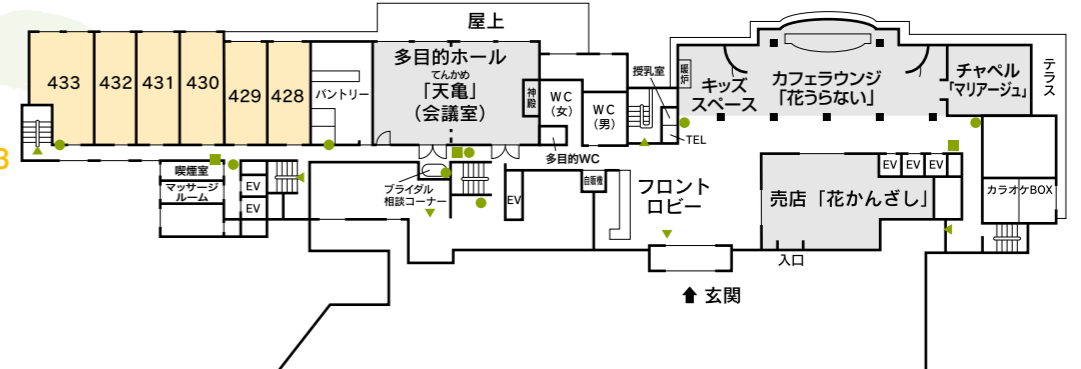 屋上
433
432
431
430
429
428
パントリー
多目的ホール
てんかめ
「天亀」
（会議室）
神殿
WC
（女）
WC
（男）
多目的WC
授乳室
TEL
暖炉
キッズ
スペース
カフェラウンジ
「花うらない」
チャペル
「マリアージュ」
テラス
3
喫煙室
マッサージ
ルーム
EV
EV
ブライダル
相談コーナー
EV
自販機
フロント
ロビー
売店「花かんざし」
EV
EV
EV
カラオケBOX
入口
玄関